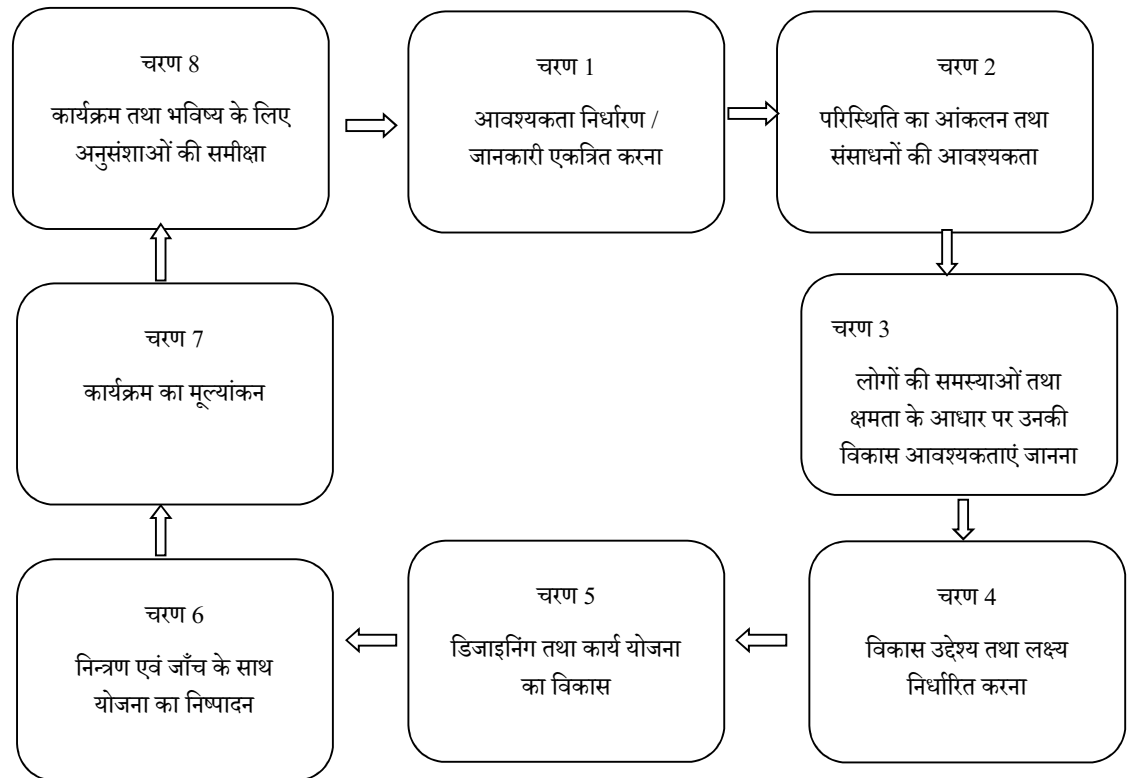 चरण 8
कार्यक्रम तथा भविष्य के लिए
अनुसंशाओं की समीक्षा
चरण 1
आवश्यकता निर्धारण /
जानकारी एकत्रित करना
चरण 2
परिस्थिति का आंकलन तथा
संसाधनों की आवश्यकता
चरण 3
लोगों की समस्याओं तथा
क्षमता के आधार पर उनकी
विकास आवश्यकताएं जानना
चरण 4
विकास उद्देश्य तथा लक्ष्य
निर्धारित करना
चरण 5
डिजाइनिंग तथा कार्य योजना
का विकास
चरण 6
निन्त्रण एवं जाँच के साथ
योजना का निष्पादन
चरण 7
कार्यक्रम का मूल्यांकन